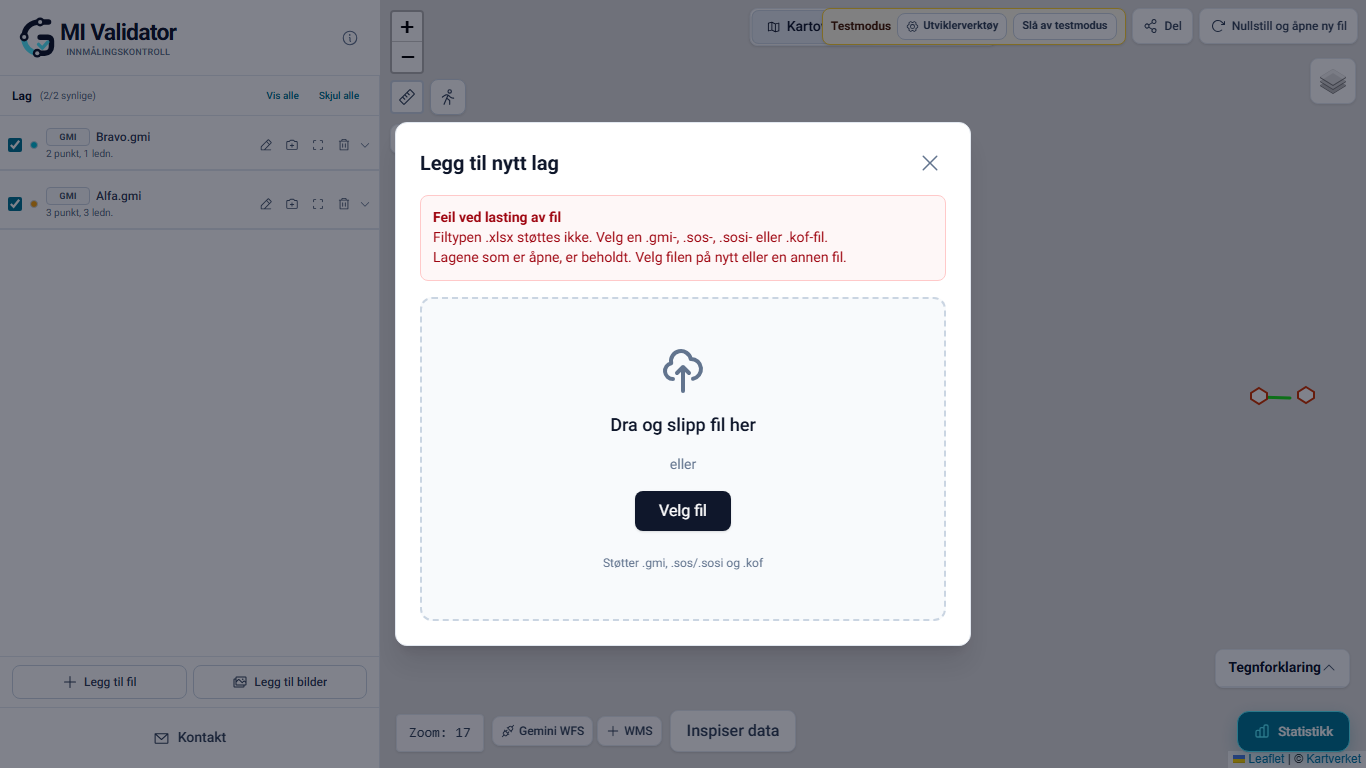 MI Validator
INNMÅLINGSKONTROLL
Lag (2/2 synlige) Vis alle Skjul alle
GMI Bravo.gmi
2 punkt, 1 ledn.
GMI Alfa.gmi
3 punkt, 3 ledn.
Legg til fil Legg til bilder
Kontakt
+
−
Testmodus Utviklerverktøy Slå av testmodus Del Nullstill og åpne ny fil
Legg til nytt lag
Feil ved lasting av fil
Filtypen .xlsx støttes ikke. Velg en .gmi-, .sos-, .sosi- eller .kof-fil.
Lagene som er åpne, er beholdt. Velg filen på nytt eller en annen fil.
Dra og slipp fil her
eller
Velg fil
Støtter .gmi, .sos/.sosi og .kof
Tegnforklaring
Zoom: 17 Gemini WFS WMS Inspiser data
Statistikk
Leaflet | © Kartverket